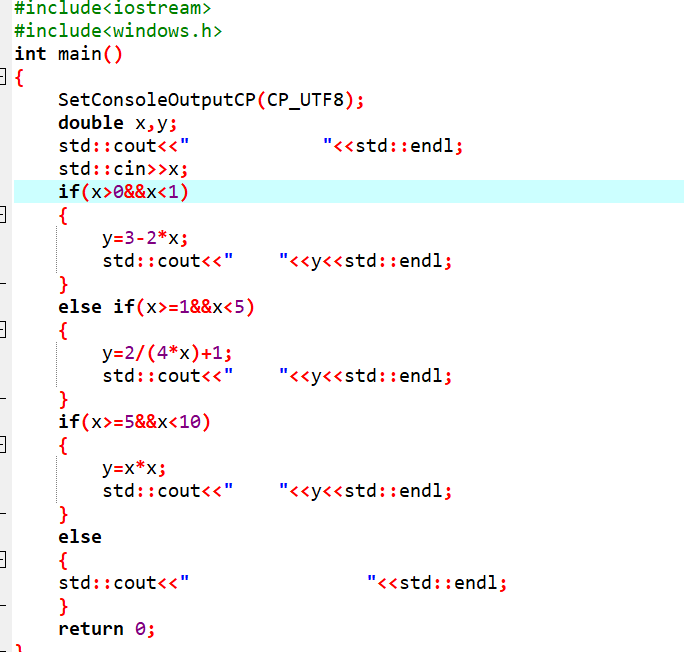 #include<iostream>
#include<windows.h>
int main()
{
    SetConsoleOutputCP(CP_UTF8);
    double x,y;
    std::cout<<"            "<<std::endl;
    std::cin>>x;
    if(x>0&&x<1)
    {
        y=3-2*x;
        std::cout<<"    "<<y<<std::endl;
    }
    else if(x>=1&&x<5)
    {
        y=2/(4*x)+1;
        std::cout<<"    "<<y<<std::endl;
    }
    if(x>=5&&x<10)
    {
        y=x*x;
        std::cout<<"    "<<y<<std::endl;
    }
    else
    {
    std::cout<<"                "<<std::endl;
    }
    return 0;
}